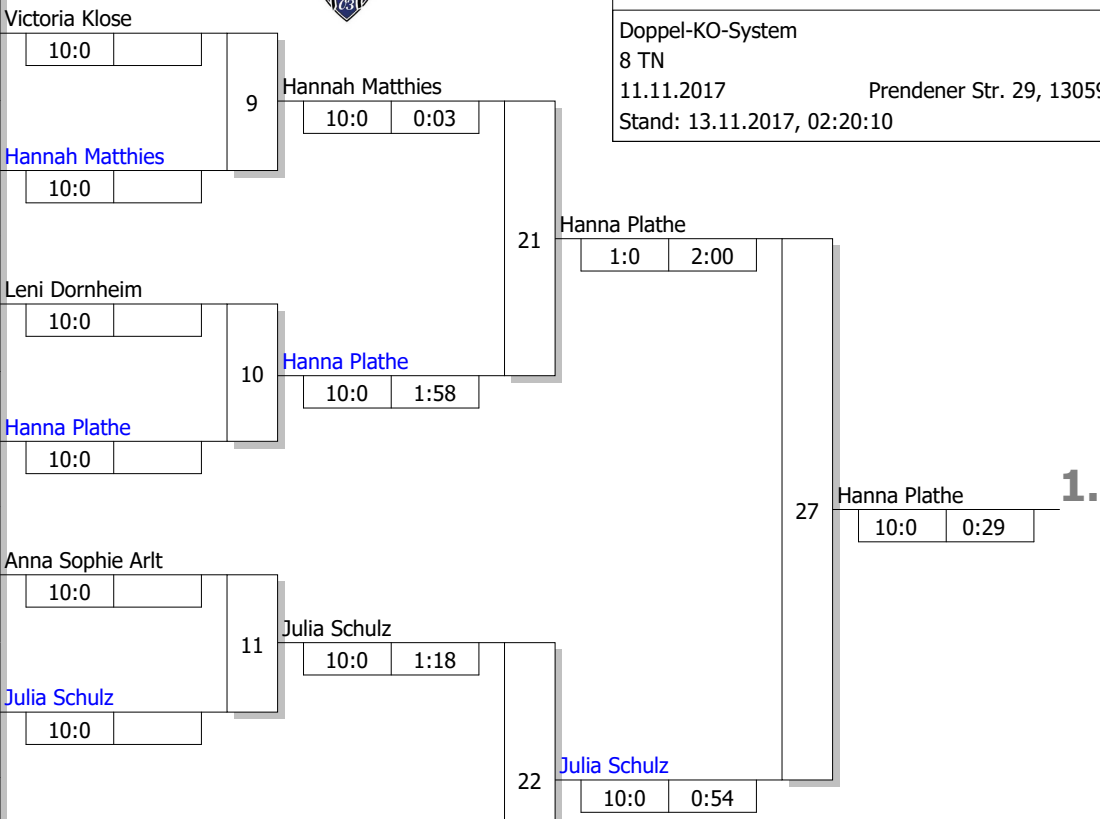 Victoria Klose
10:0
Hannah Matthies
10:0
Leni Dornheim
10:0
Hanna Plathe
10:0
Anna Sophie Arlt
10:0
Julia Schulz
10:0
9
10
11
Hannah Matthies
10:0 0:03
Hanna Plathe
10:0 1:58
Julia Schulz
10:0 1:18
21
22
Hanna Plathe
1:0 2:00
Julia Schulz
10:0 0:54
27
Hanna Plathe
10:0 0:29
1.
Doppel-KO-System
8 TN
11.11.2017 Prendener Str. 29, 13059
Stand: 13.11.2017, 02:20:10